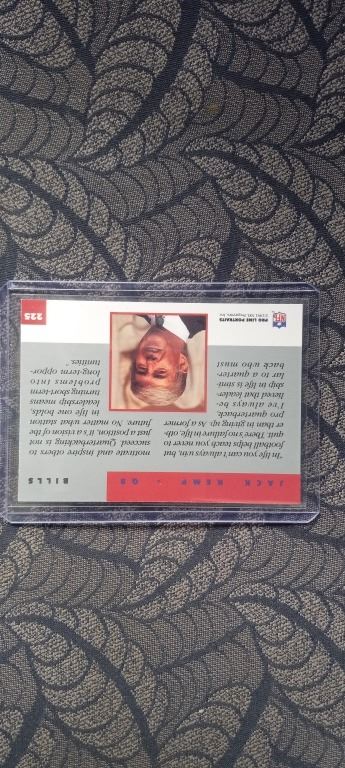 JACK KEMP • QB
BILLS
"In life you can't always win, but
football helps teach you never to
quit. There's no failure in life oth-
er than in giving up. As a former
pro quarterback,
I've always be-
lieved that leader-
ship in life is simi-
lar to a quarter-
back who must
motivate and inspire others to
succeed. Quarterbacking is not
just a position, it's a vision of the
future. No matter what our station
in life holds,
leadership means
turning short-term
problems into
long-term oppor-
tunities."
NFL
PRO LINE PORTRAITS
225